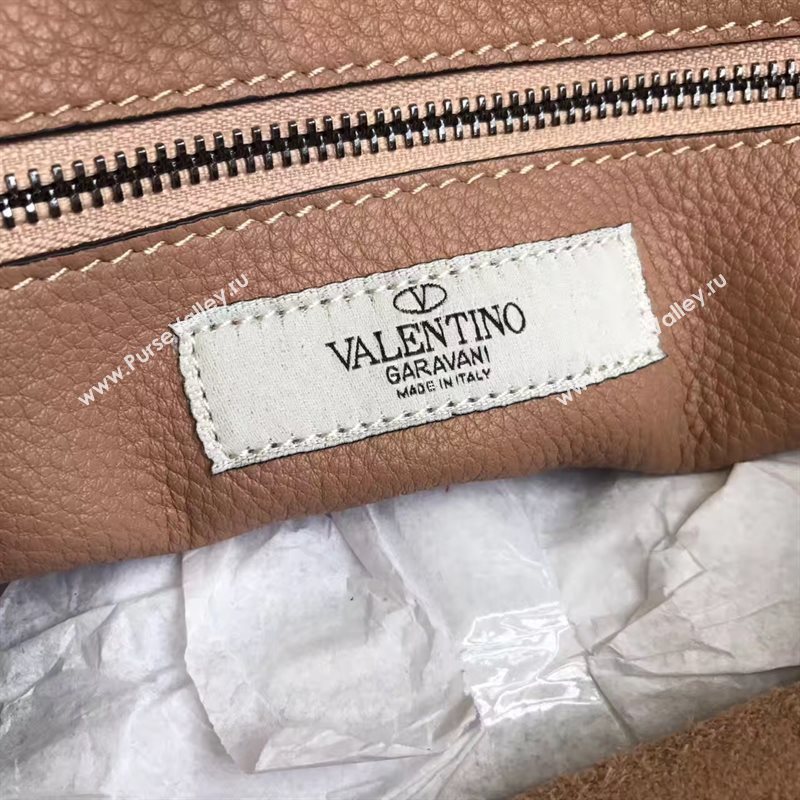 V
VALENTINO
GARAVANI
MADE IN ITALY
www.PurseValley.ru